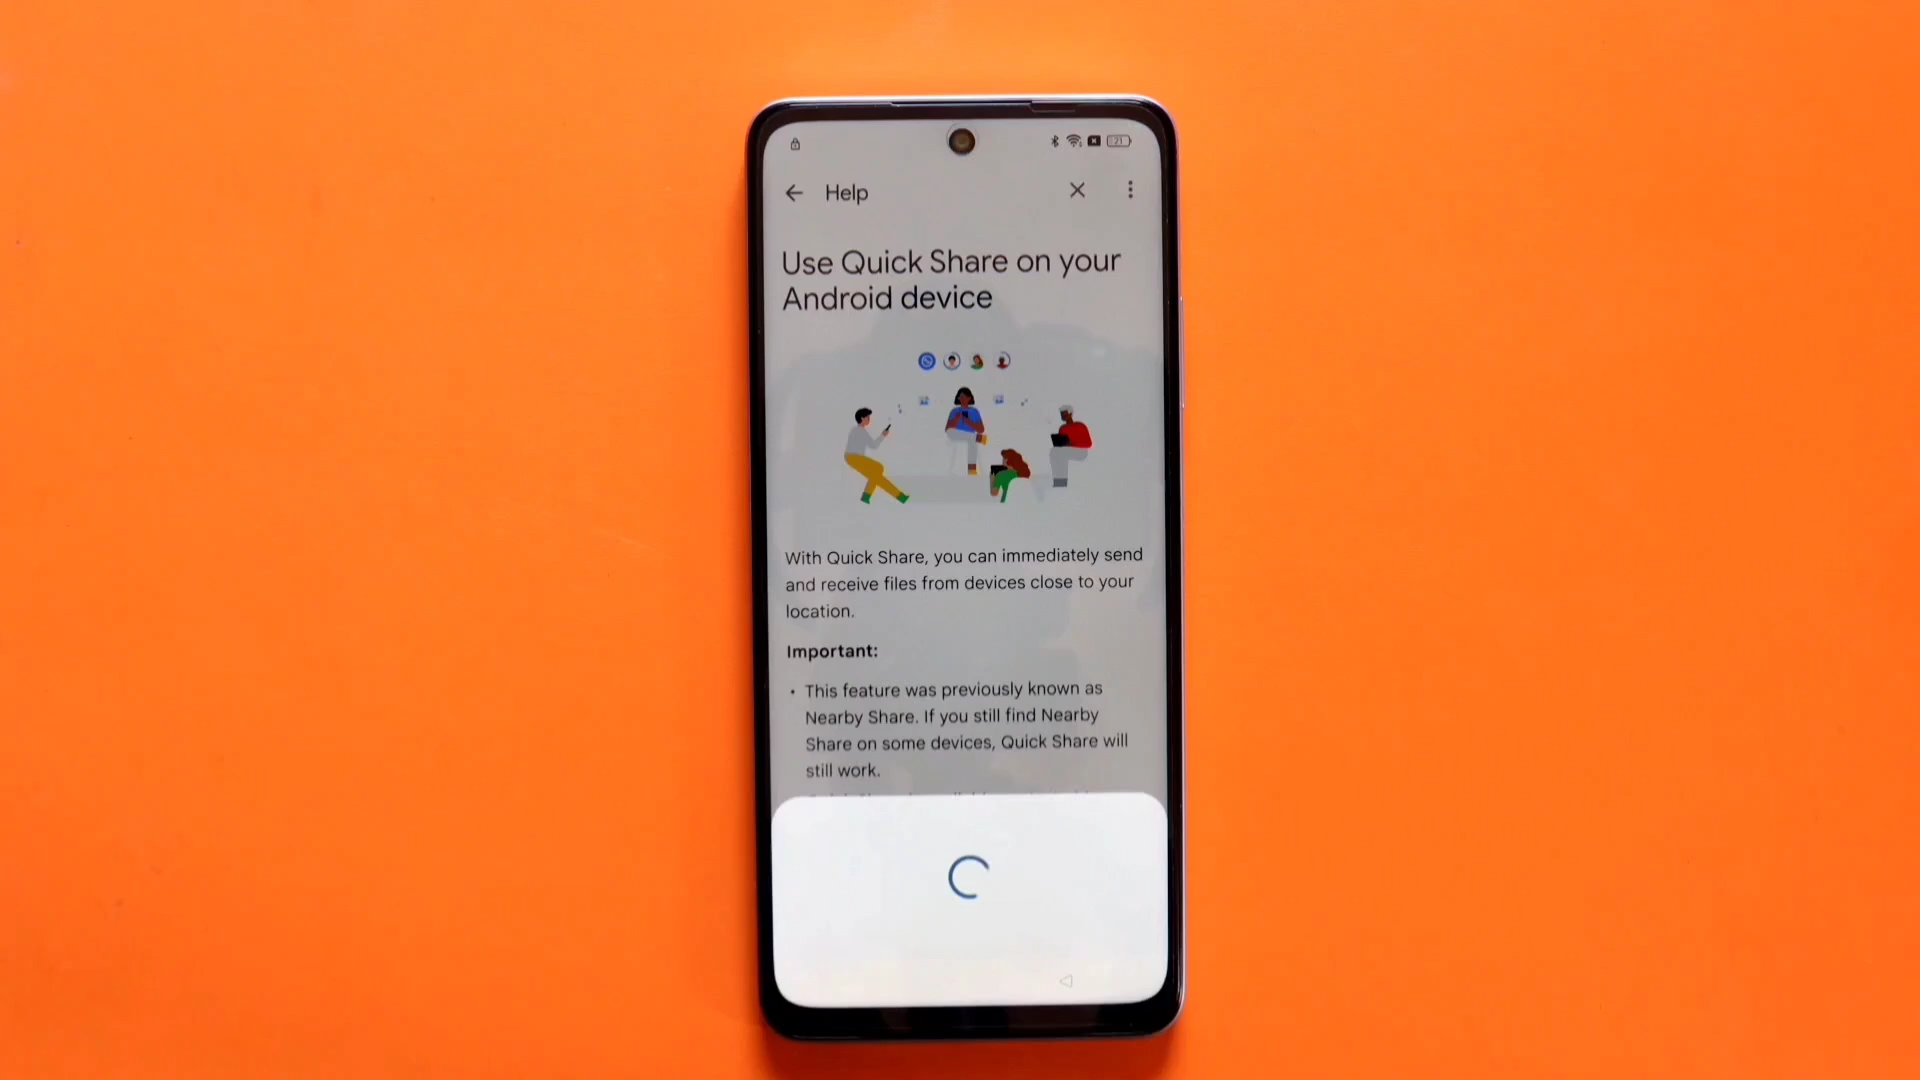 21
Help
Use Quick Share on your
Android device
With Quick Share, you can immediately send
and receive files from devices close to your
location.
Important:
• This feature was previously known as
Nearby Share. If you still find Nearby
Share on some devices, Quick Share will
still work.